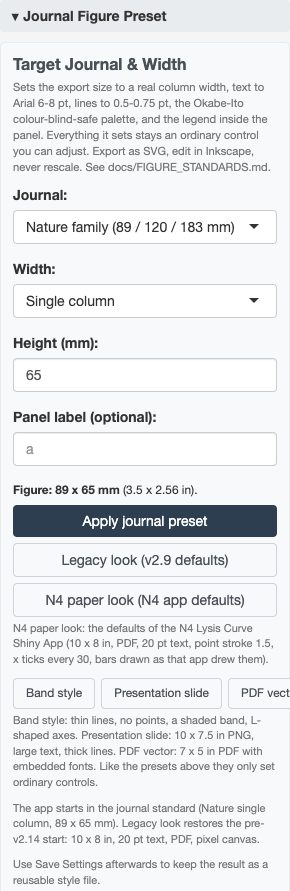 ▾ Journal Figure Preset
Target Journal & Width
Sets the export size to a real column width, text to
Arial 6-8 pt, lines to 0.5-0.75 pt, the Okabe-Ito
colour-blind-safe palette, and the legend inside the
panel. Everything it sets stays an ordinary control
you can adjust. Export as SVG, edit in Inkscape,
never rescale. See docs/FIGURE_STANDARDS.md.
Journal:
Nature family (89 / 120 / 183 mm)
Width:
Single column
Height (mm):
65
Panel label (optional):
a
Figure: 89 x 65 mm (3.5 x 2.56 in).
Apply journal preset
Legacy look (v2.9 defaults)
N4 paper look (N4 app defaults)
N4 paper look: the defaults of the N4 Lysis Curve
Shiny App (10 x 8 in, PDF, 20 pt text, point stroke 1.5,
x ticks every 30, bars drawn as that app drew them).
Band style Presentation slide PDF vect
Band style: thin lines, no points, a shaded band, L-
shaped axes. Presentation slide: 10 x 7.5 in PNG,
large text, thick lines. PDF vector: 7 x 5 in PDF with
embedded fonts. Like the presets above they only set
ordinary controls.
The app starts in the journal standard (Nature single
column, 89 x 65 mm). Legacy look restores the pre-
v2.14 start: 10 x 8 in, 20 pt text, PDF, pixel canvas.
Use Save Settings afterwards to keep the result as a
reusable style file.